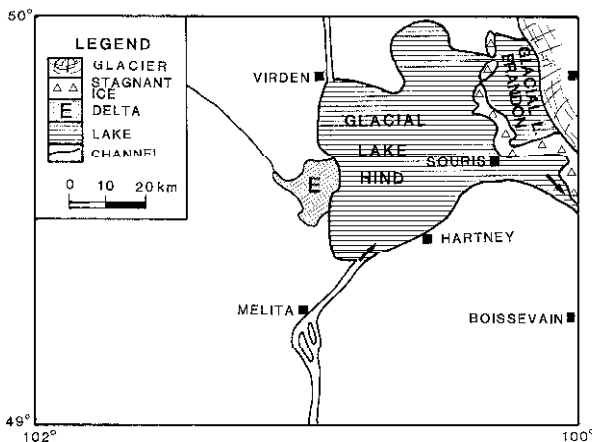 50°
LEGEND
GLACIER
STAGNANT
ICE
E
DELTA
LAKE
CHANNEL
0 10 20 km
VIRDEN
GLACIAL
LAKE
HIND
GLACIAL L.
BRANDON
SOURIS
E
HARTNEY
MELITA
BOISSEVAIN
49°
102°
100°